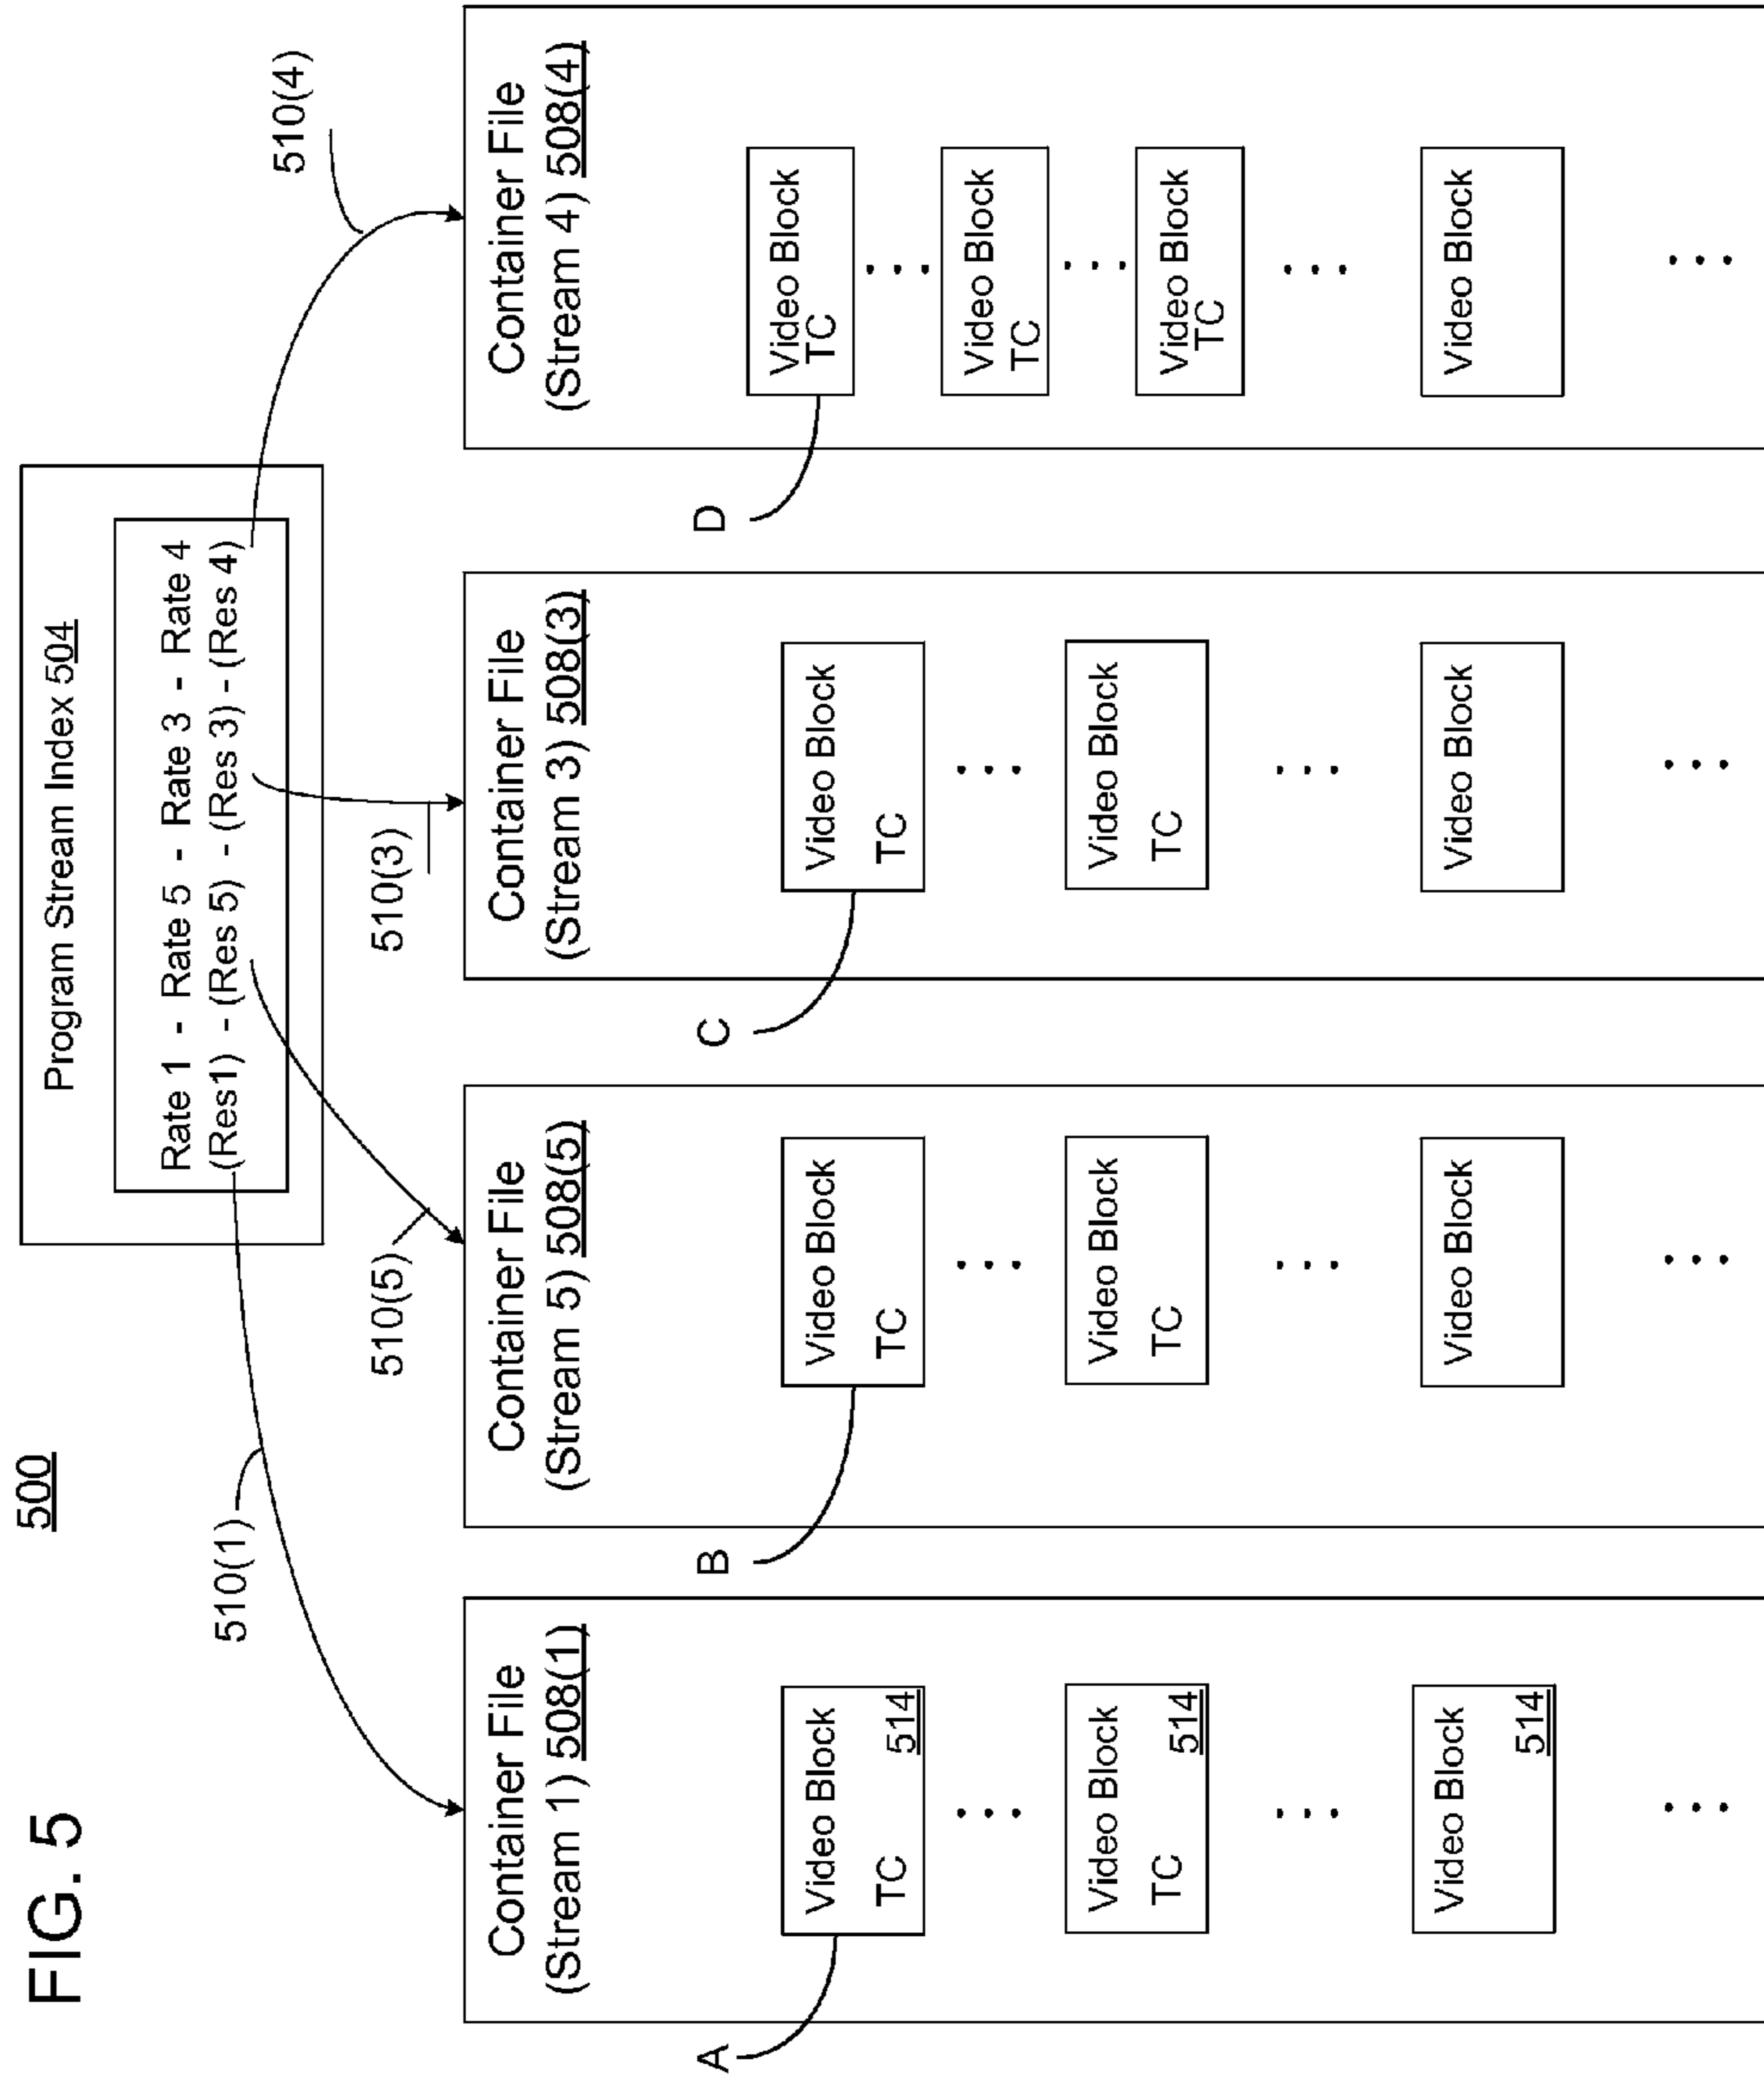 FIG. 5
500
Program Stream Index 504
Rate 1 - Rate 5 - Rate 3 - Rate 4
(Res1) - (Res 5) - (Res 3) - (Res 4)
510(1)
510(5)
510(3)
510(4)
Container File
(Stream 1) 508(1)
A
Video Block
TC
514
Video Block
TC
514
Video Block
514
Container File
(Stream 5) 508(5)
B
Video Block
TC
Video Block
TC
Video Block
Container File
(Stream 3) 508(3)
C
Video Block
TC
Video Block
TC
Video Block
Container File
(Stream 4) 508(4)
D
Video Block
TC
Video Block
TC
Video Block
TC
Video Block